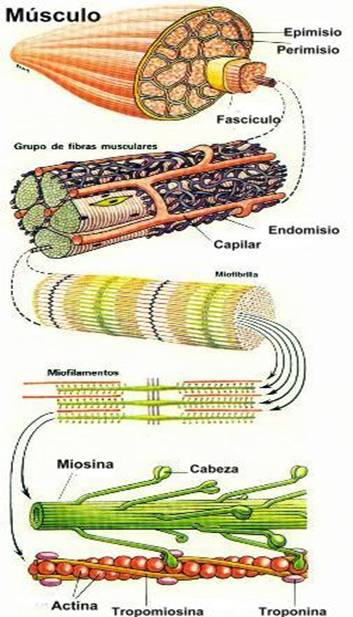 Músculo
Epimisio
Perimisio
Fascículo
Grupo de fibras musculares
Endomisio
Capilar
Miofibrilla
Miofilamentos
Miosina
Cabeza
Actina
Tropomiosina
Troponina